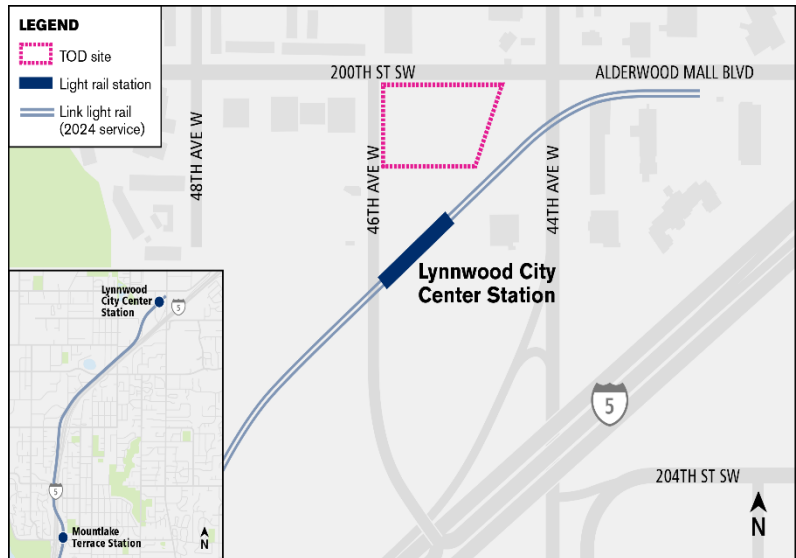 LEGEND
TOD site
Light rail station
Link light rail
(2024 service)
200TH ST SW
ALDERWOOD MALL BLVD
48TH AVE W
46TH AVE W
44TH AVE W
Lynnwood City
Center Station
5
204TH ST SW
N
Lynnwood
City Center
Station
5
5
Mountlake
Terrace Station
N